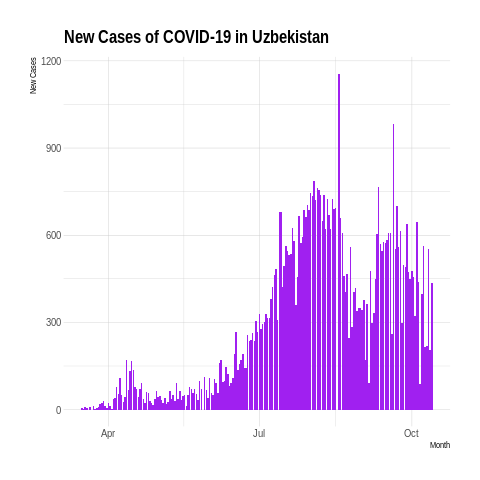 New Cases of COVID-19 in Uzbekistan
New Cases
1200
900
600
300
0
Apr
Jul
Oct
Month